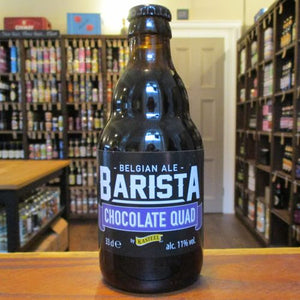 - BELGIAN ALE -
BARISTA
CHOCOLATE QUAD
33 cl e by KASTEEL alc. 11% vol.